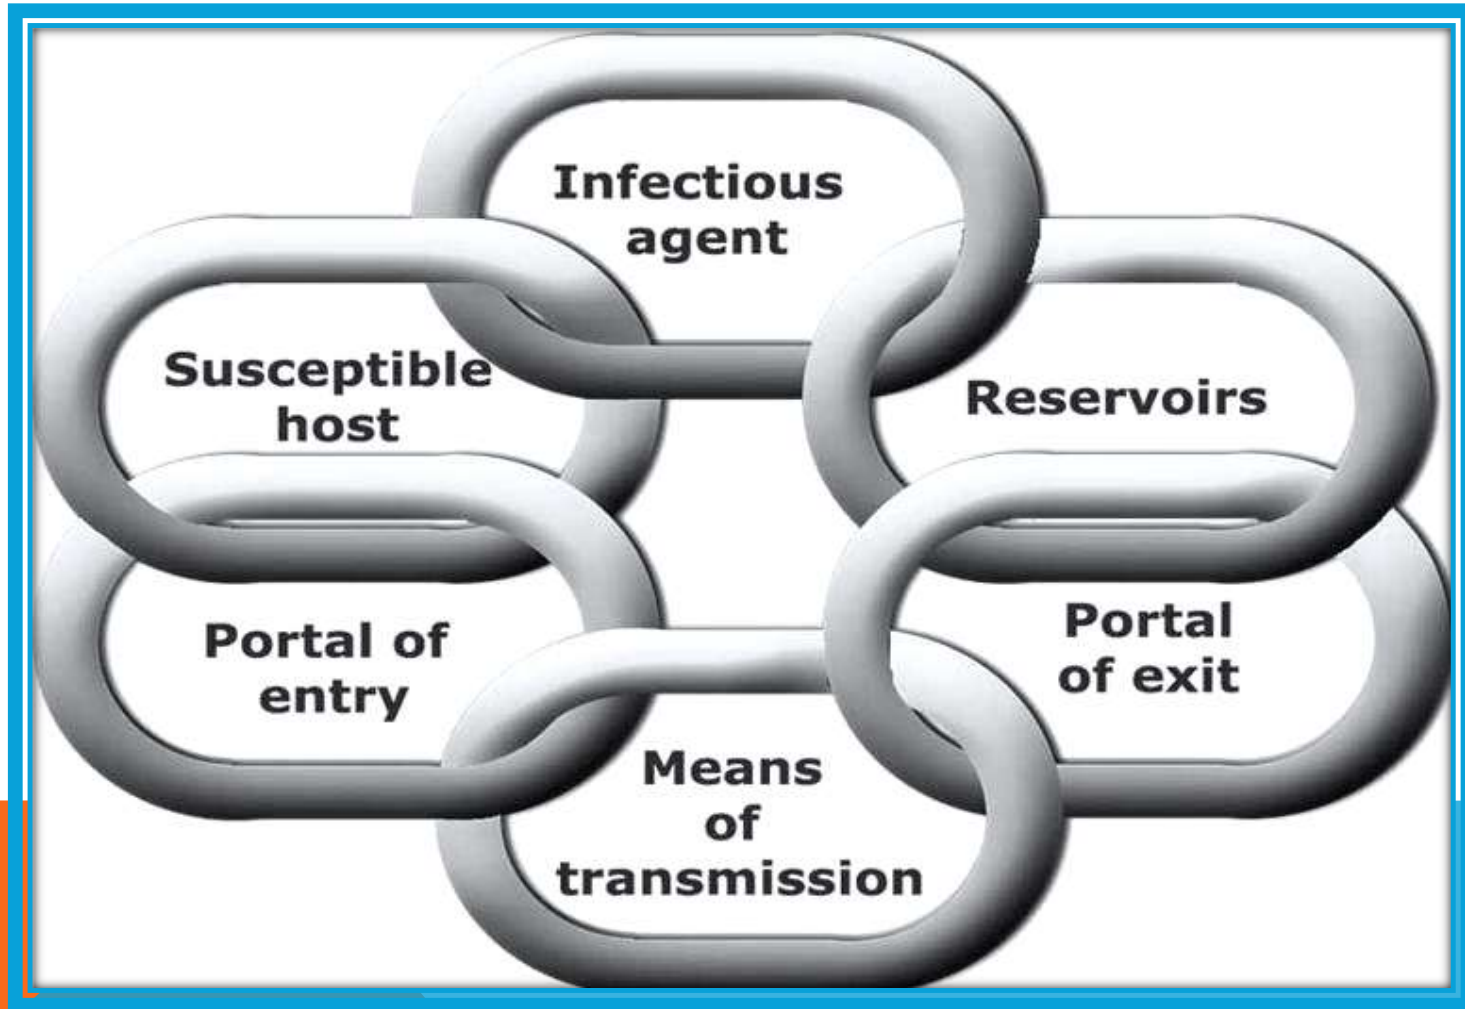 Infectious
agent
Reservoirs
Portal
of exit
Means
of
transmission
Portal of
entry
Susceptible
host